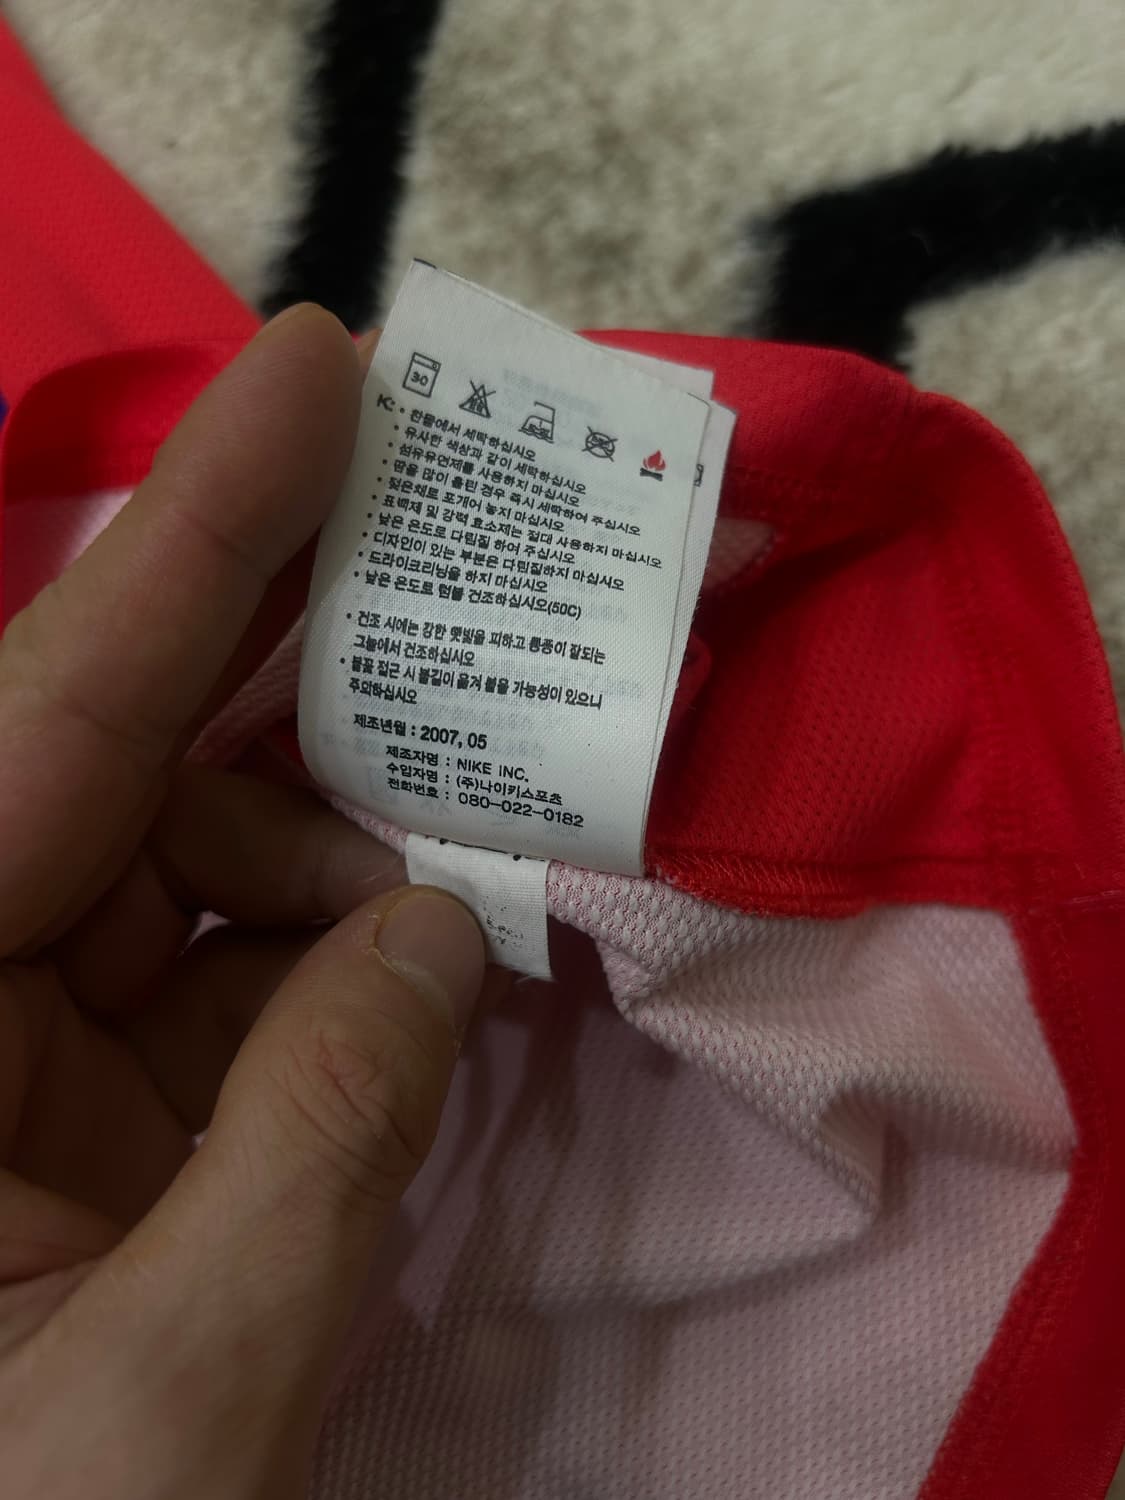 30
K: • 찬물에서 세탁하십시오
• 유사한 색상과 같이 세탁하십시오
• 섬유유연제를 사용하지 마십시오
• 땀을 많이 흘린 경우 즉시 세탁하여 주십시오
• 젖은채로 포개어 놓지 마십시오
• 표백제 및 강력 효소제는 절대 사용하지 마십시오
• 낮은 온도로 다림질 하여 주십시오
• 디자인이 있는 부분은 다림질하지 마십시오
• 드라이크리닝을 하지 마십시오
• 낮은 온도로 텀블 건조하십시오(50C)
• 건조 시에는 강한 햇빛을 피하고 통풍이 잘되는
그늘에서 건조하십시오
• 불꽃 접근 시 불길이 옮겨 붙을 가능성이 있으니
주의하십시오
제조년월 : 2007, 05
제조자명 : NIKE INC.
수입자명 : (주)나이키스포츠
전화번호 : 080-022-0182